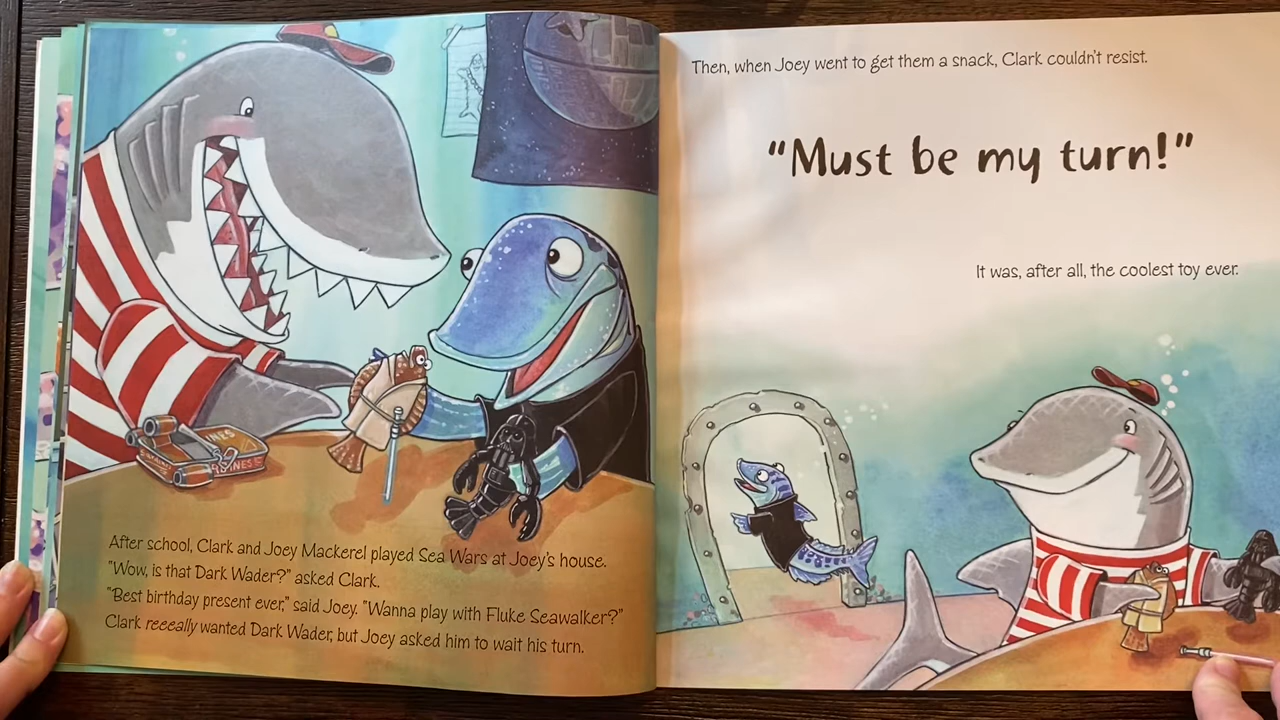 SARDINES
After school, Clark and Joey Mackerel played Sea Wars at Joey's house.
"Wow, is that Dark Wader?" asked Clark.
"Best birthday present ever," said Joey. "Wanna play with Fluke Seawalker?"
Clark reeeally wanted Dark Wader, but Joey asked him to wait his turn.
Then, when Joey went to get them a snack, Clark couldn't resist.
"Must be my turn!"
It was, after all, the coolest toy ever.